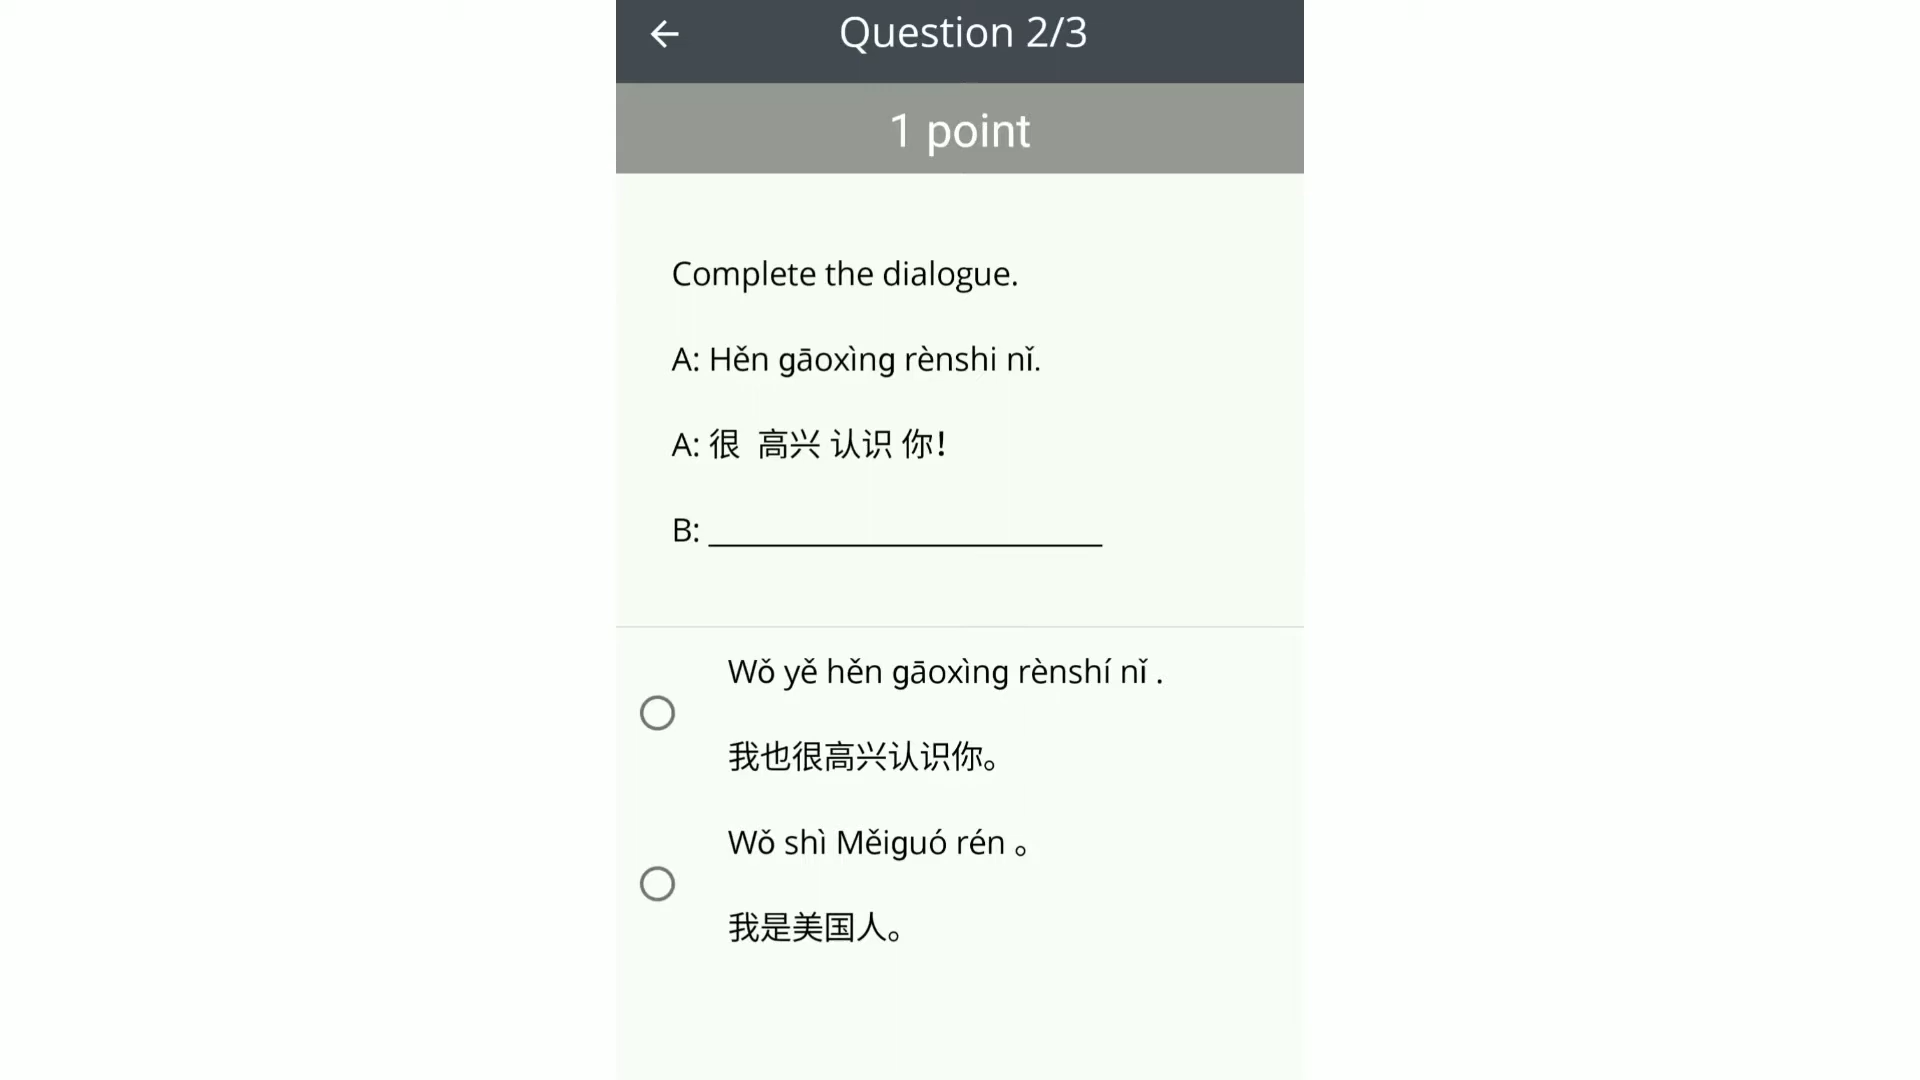 Question 2/3
1 point
Complete the dialogue.
A: Hěn gāoxìng rènshi nǐ.
A: 很 高兴 认识 你!
B: ______________________
Wǒ yě hěn gāoxìng rènshí nǐ .
我也很高兴认识你。
Wǒ shì Měiguó rén 。
我是美国人。